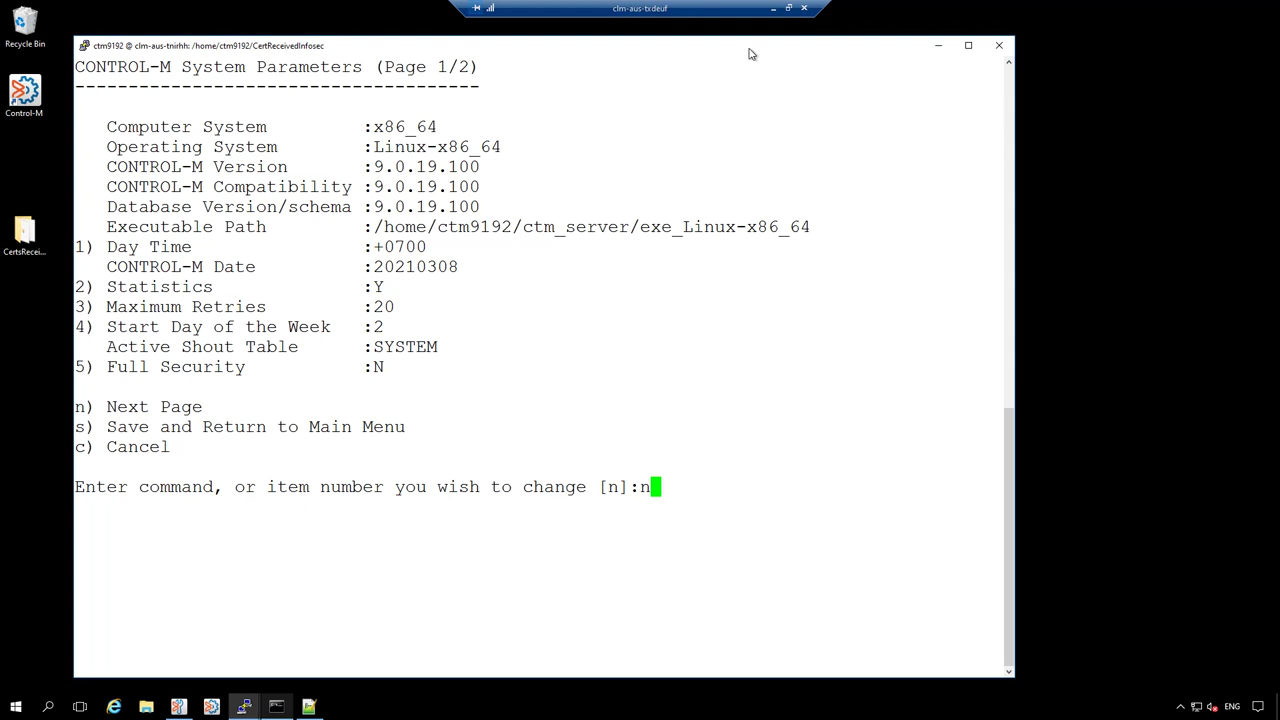 clm-aus-txdeuf
Recycle Bin
Control-M
CertsRecei...
ctm9192 @ clm-aus-tnirhh: /home/ctm9192/CertReceivedInfosec
CONTROL-M System Parameters (Page 1/2)
--------------------------------------
Computer System :x86_64
Operating System :Linux-x86_64
CONTROL-M Version :9.0.19.100
CONTROL-M Compatibility :9.0.19.100
Database Version/schema :9.0.19.100
Executable Path :/home/ctm9192/ctm_server/exe_Linux-x86_64
1) Day Time :+0700
CONTROL-M Date :20210308
2) Statistics :Y
3) Maximum Retries :20
4) Start Day of the Week :2
Active Shout Table :SYSTEM
5) Full Security :N
n) Next Page
s) Save and Return to Main Menu
c) Cancel
Enter command, or item number you wish to change [n]:n
ENG